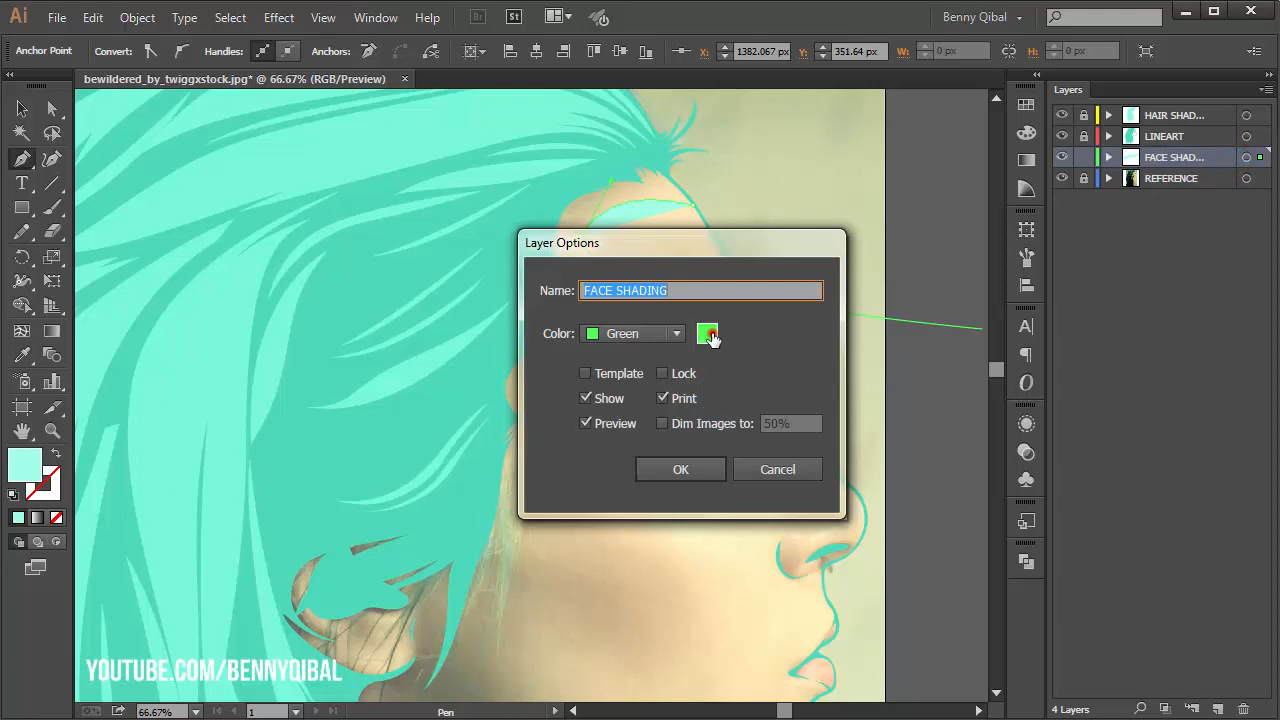 Ai File Edit Object Type Select Effect View Window Help Br St Benny Qibal
Anchor Point Convert: Handles: Anchors: X: 1382.067 px Y: 351.64 px W: 0 px H: 0 px
bewildered_by_twiggxstock.jpg* @ 66.67% (RGB/Preview) ×
Layers
HAIR SHAD...
LINEART
FACE SHAD...
REFERENCE
Layer Options
Name: FACE SHADING
Color: Green
Template Lock
Show Print
Preview Dim Images to: 50%
OK Cancel
YOUTUBE.COM/BENNYQIBAL
66.67% 1 Pen 4 Layers